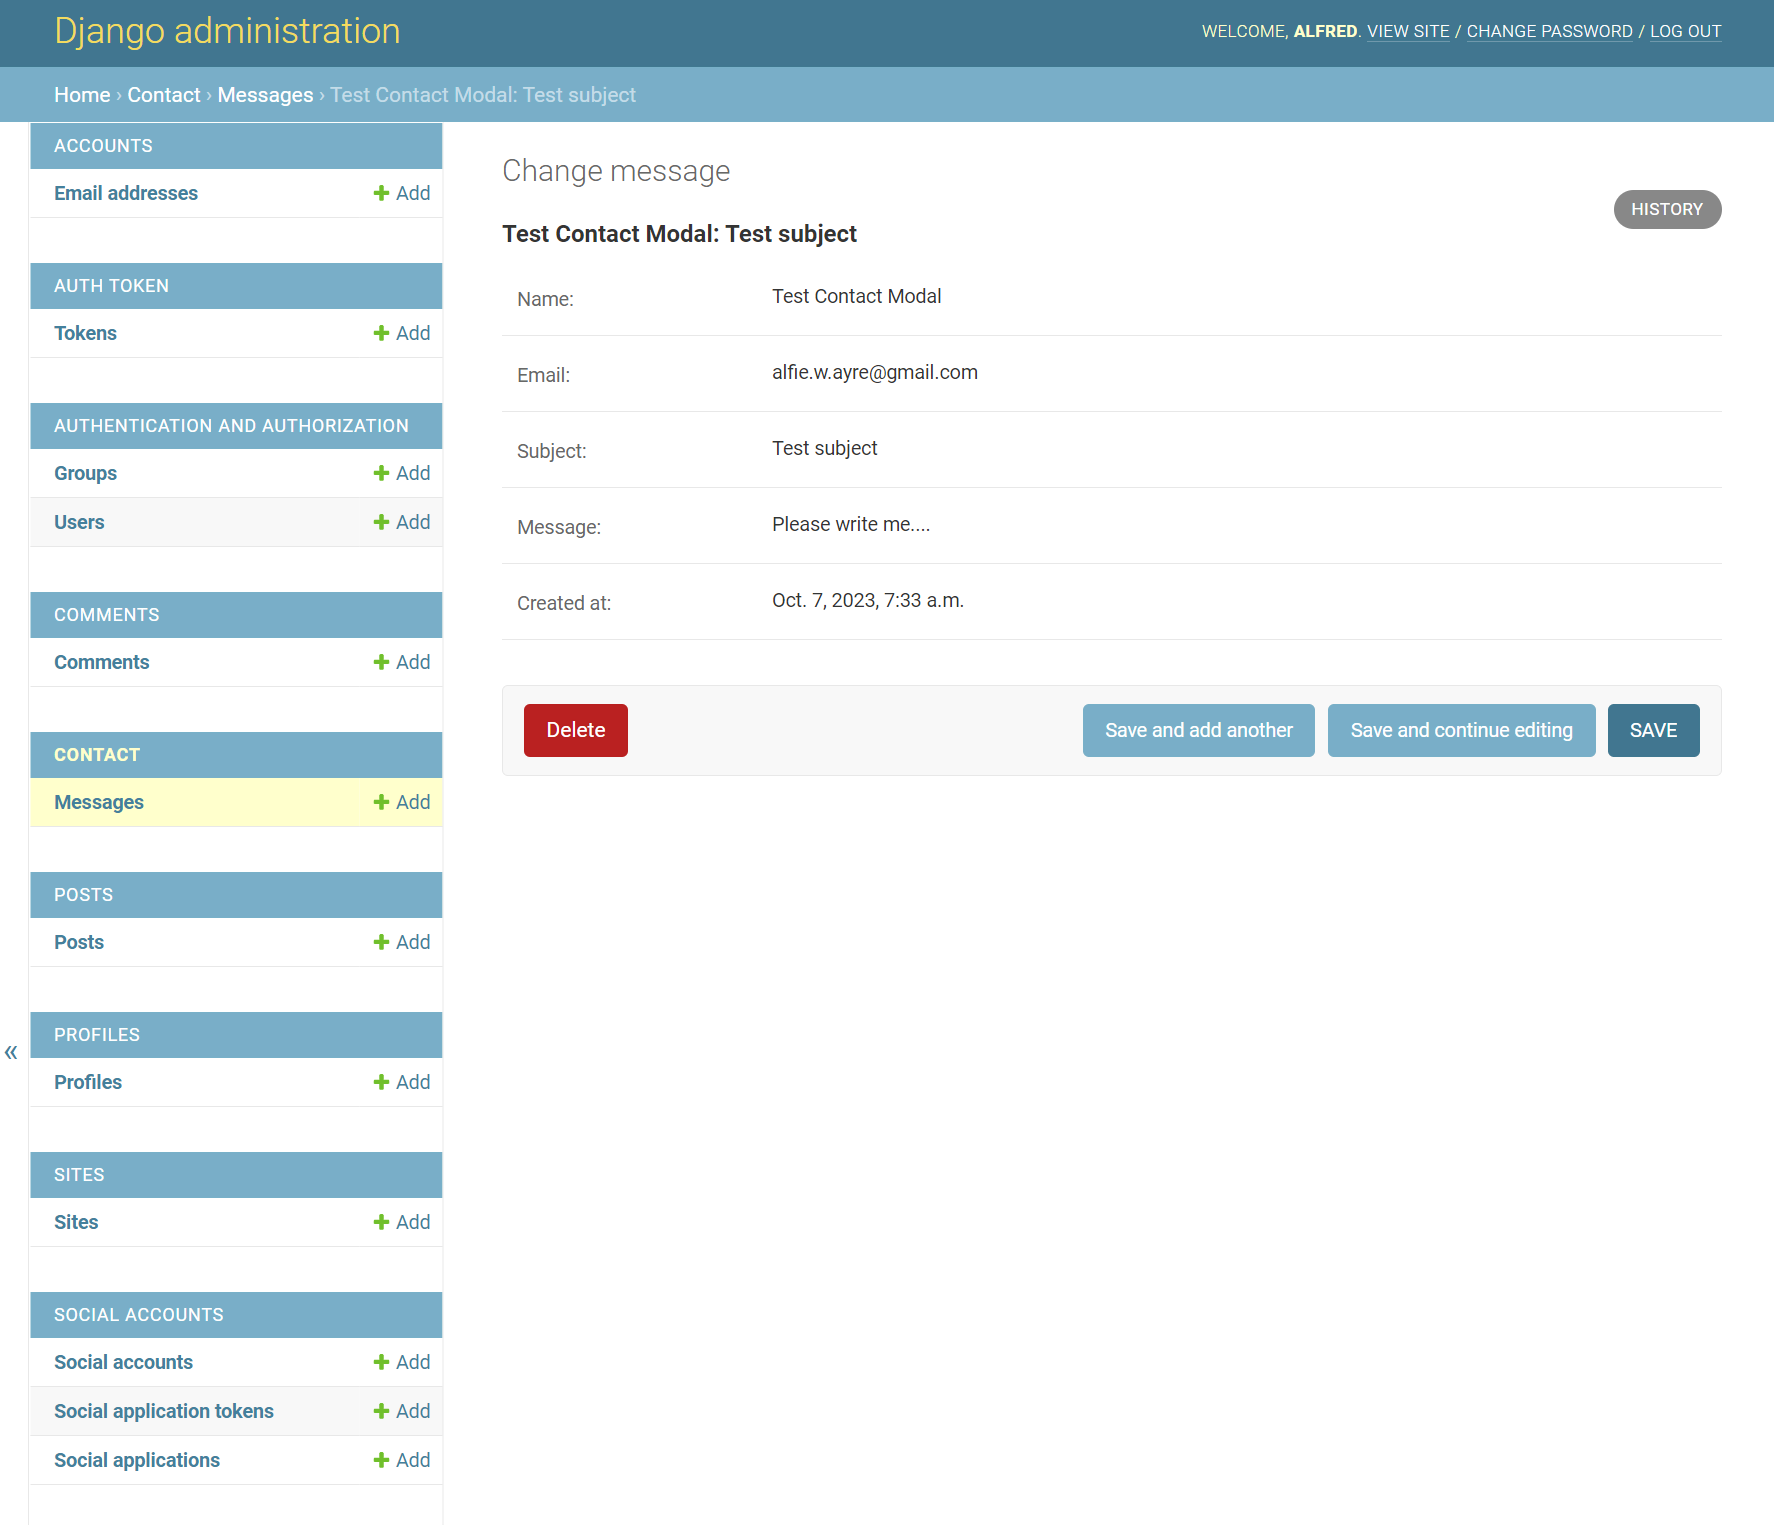 Django administration
WELCOME, ALFRED. VIEW SITE / CHANGE PASSWORD / LOG OUT
Home › Contact › Messages › Test Contact Modal: Test subject
ACCOUNTS
Email addresses
Add
AUTH TOKEN
Tokens
Add
AUTHENTICATION AND AUTHORIZATION
Groups
Add
Users
Add
COMMENTS
Comments
Add
CONTACT
Messages
Add
POSTS
Posts
Add
PROFILES
«
Profiles
Add
SITES
Sites
Add
SOCIAL ACCOUNTS
Social accounts
Add
Social application tokens
Add
Social applications
Add
Change message
HISTORY
Test Contact Modal: Test subject
Name:
Test Contact Modal
Email:
alfie.w.ayre@gmail.com
Subject:
Test subject
Message:
Please write me....
Created at:
Oct. 7, 2023, 7:33 a.m.
Delete
Save and add another
Save and continue editing
SAVE